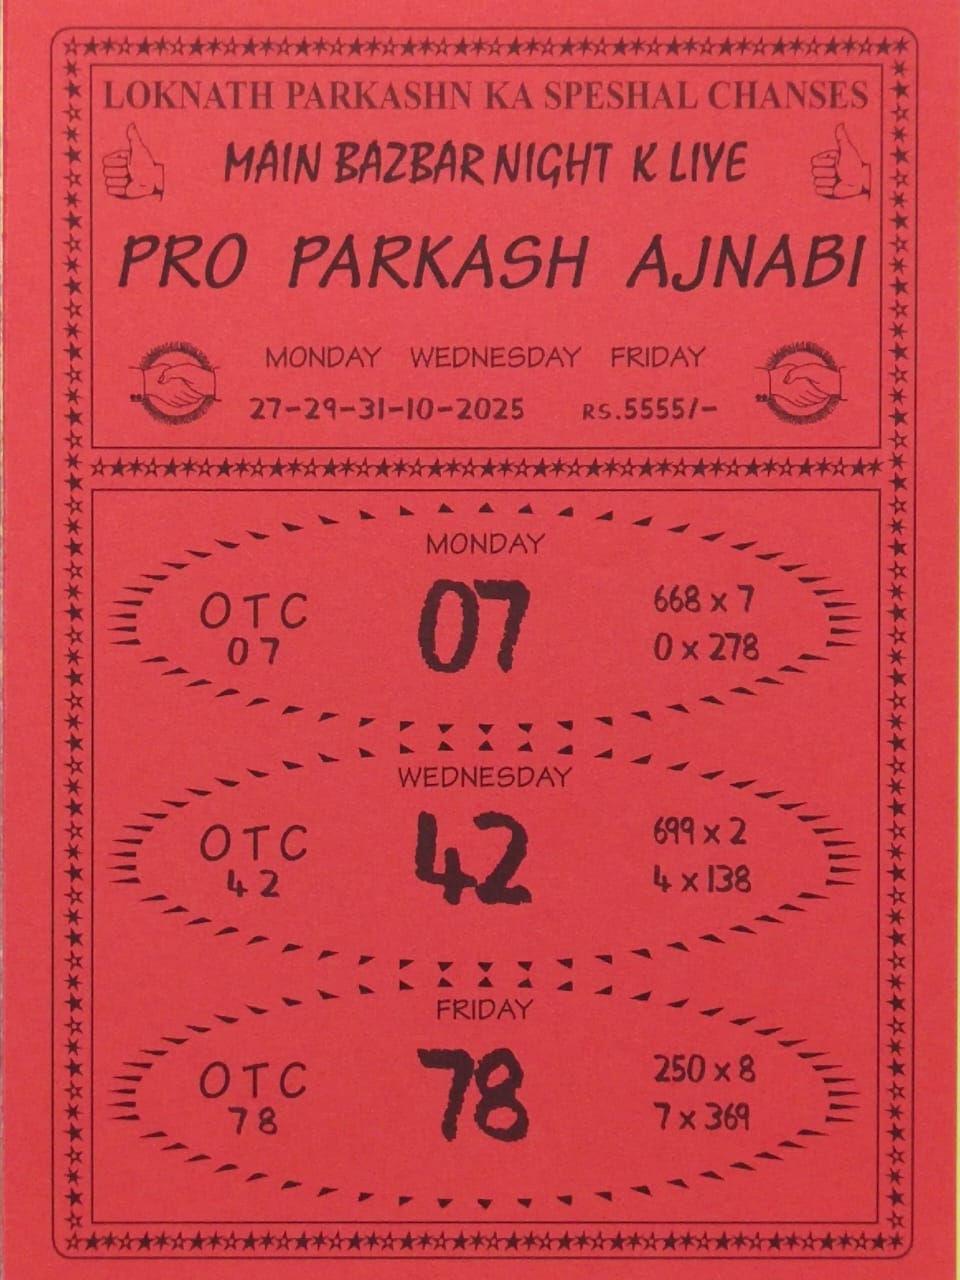 LOKNATH PARKASHN KA SPESHAL CHANSES
MAIN BAZBAR NIGHT K LIYE
PRO PARKASH AJNABI
MONDAY WEDNESDAY FRIDAY
27-29-31-10-2025 RS.5555/-
MONDAY
OTC
07
07
668 x 7
0 x 278
WEDNESDAY
OTC
42
42
699 x 2
4 x 138
FRIDAY
OTC
78
78
250 x 8
7 x 369